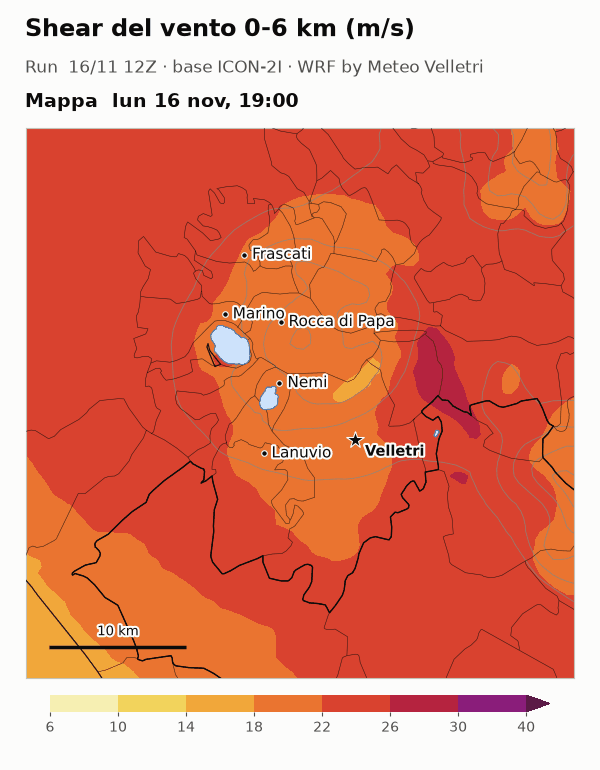 Shear del vento 0-6 km (m/s)
Run  16/11 12Z · base ICON-2I · WRF by Meteo Velletri
Mappa  lun 16 nov, 19:00
Frascati
Marino
Rocca di Papa
Nemi
Velletri
Lanuvio
10 km
6 10 14 18 22 26 30 40